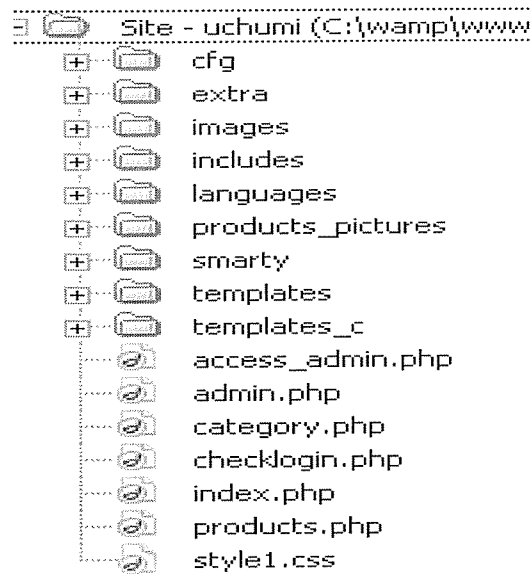 Site - uchumi (C:\wamp\www
cfg
extra
images
includes
languages
products_pictures
smarty
templates
templates_c
access_admin.php
admin.php
category.php
checklogin.php
index.php
products.php
style1.css